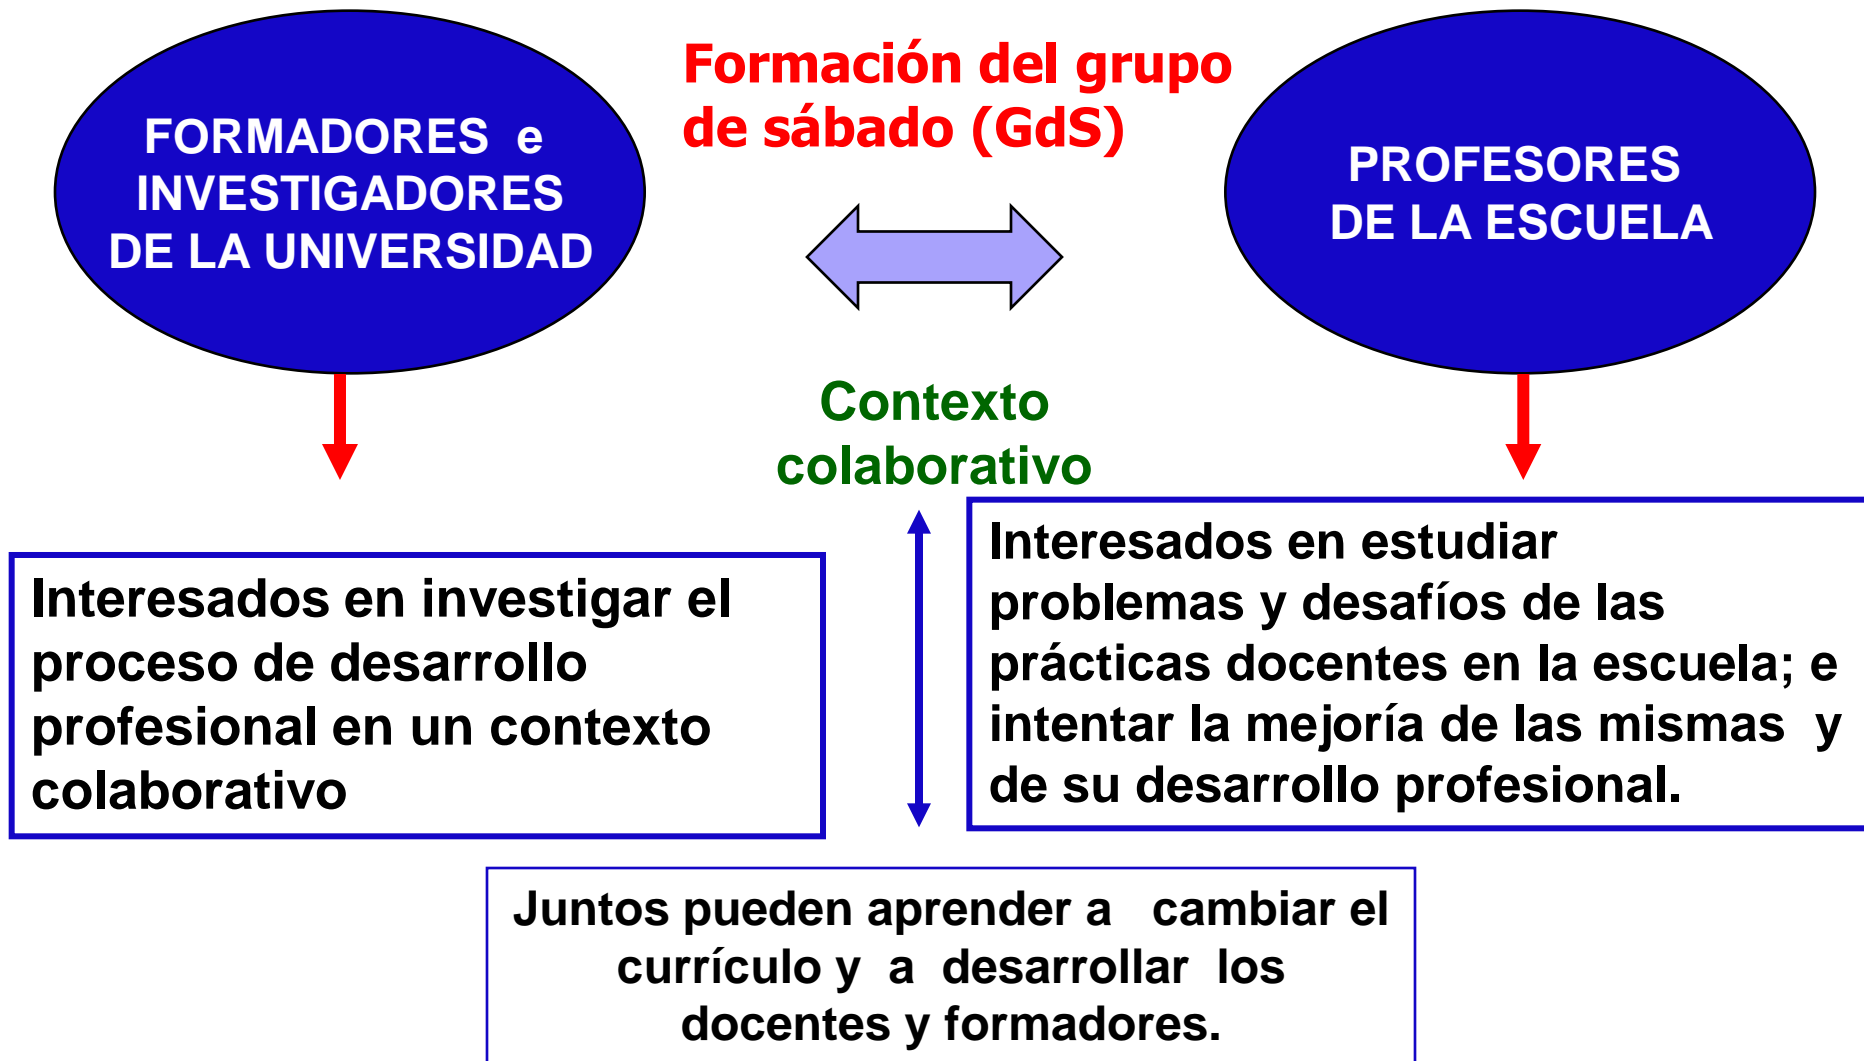 Formación del grupo
de sábado (GdS)
FORMADORES e
INVESTIGADORES
DE LA UNIVERSIDAD
PROFESORES
DE LA ESCUELA
Contexto
colaborativo
Interesados en investigar el
proceso de desarrollo
profesional en un contexto
colaborativo
Interesados en estudiar
problemas y desafíos de las
prácticas docentes en la escuela; e
intentar la mejoría de las mismas y
de su desarrollo profesional.
Juntos pueden aprender a cambiar el
currículo y a desarrollar los
docentes y formadores.